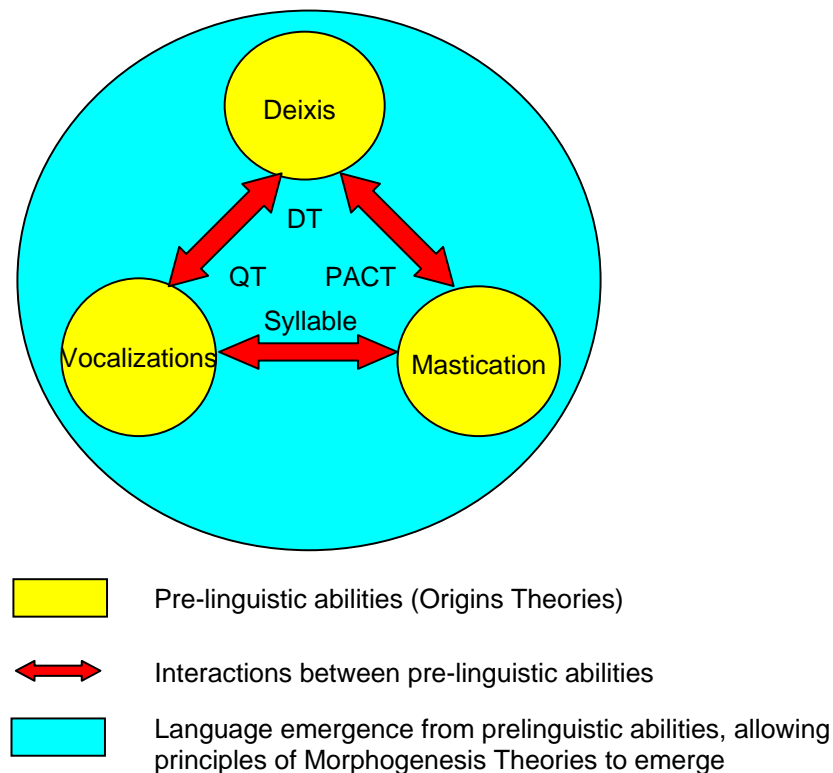 Deixis
DT
QT PACT
Syllable
Vocalizations
Mastication
Pre-linguistic abilities (Origins Theories)
Interactions between pre-linguistic abilities
Language emergence from prelinguistic abilities, allowing
principles of Morphogenesis Theories to emerge